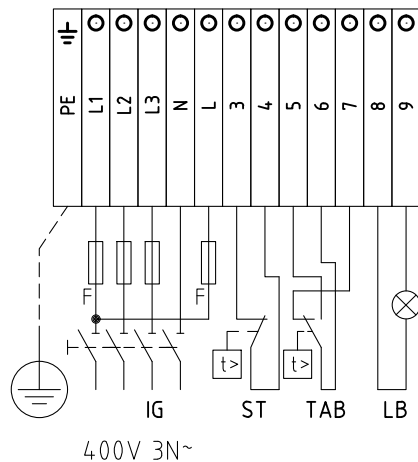 PE L1 L2 L3 N L 3 4 5 6 7 8 9
F F
t> t>
IG ST TAB LB
400V 3N~